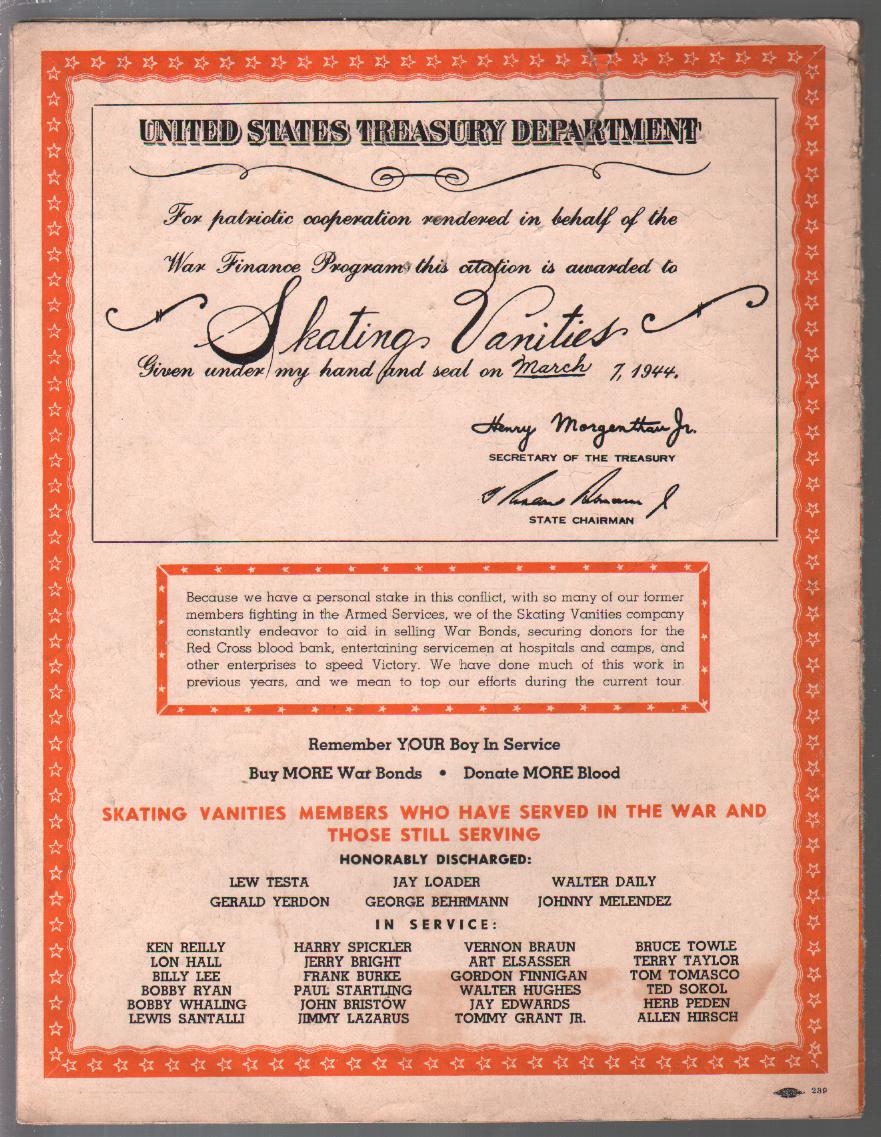 UNITED STATES TREASURY DEPARTMENT
For patriotic cooperation rendered in behalf of the
War Finance Program, this citation is awarded to
Skating Vanities
Given under my hand and seal on March 7, 1944.
Henry Morgenthau Jr.
SECRETARY OF THE TREASURY
STATE CHAIRMAN
Because we have a personal stake in this conflict, with so many of our former
members fighting in the Armed Services, we of the Skating Vanities company
constantly endeavor to aid in selling War Bonds, securing donors for the
Red Cross blood bank, entertaining servicemen at hospitals and camps, and
other enterprises to speed Victory. We have done much of this work in
previous years, and we mean to top our efforts during the current tour.
Remember YOUR Boy In Service
Buy MORE War Bonds • Donate MORE Blood
SKATING VANITIES MEMBERS WHO HAVE SERVED IN THE WAR AND
THOSE STILL SERVING
HONORABLY DISCHARGED:
LEW TESTA JAY LOADER WALTER DAILY
GERALD YERDON GEORGE BEHRMANN JOHNNY MELENDEZ
IN SERVICE:
KEN REILLY HARRY SPICKLER VERNON BRAUN BRUCE TOWLE
LON HALL JERRY BRIGHT ART ELSASSER TERRY TAYLOR
BILLY LEE FRANK BURKE GORDON FINNIGAN TOM TOMASCO
BOBBY RYAN PAUL STARTLING WALTER HUGHES TED SOKOL
BOBBY WHALING JOHN BRISTOW JAY EDWARDS HERB PEDEN
LEWIS SANTALLI JIMMY LAZARUS TOMMY GRANT JR. ALLEN HIRSCH
239